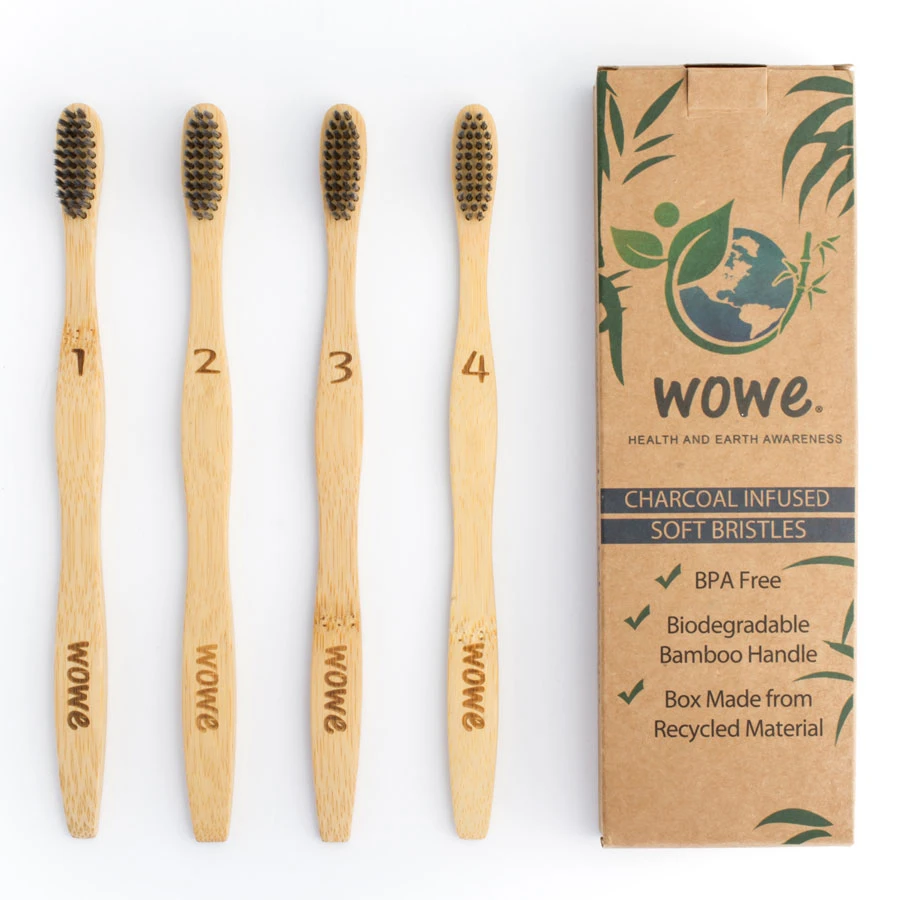 1
2
3
4
wowe
wowe
wowe
wowe
wowe®
HEALTH AND EARTH AWARENESS
CHARCOAL INFUSED
SOFT BRISTLES
✓ BPA Free
✓ Biodegradable
Bamboo Handle
✓ Box Made from
Recycled Material